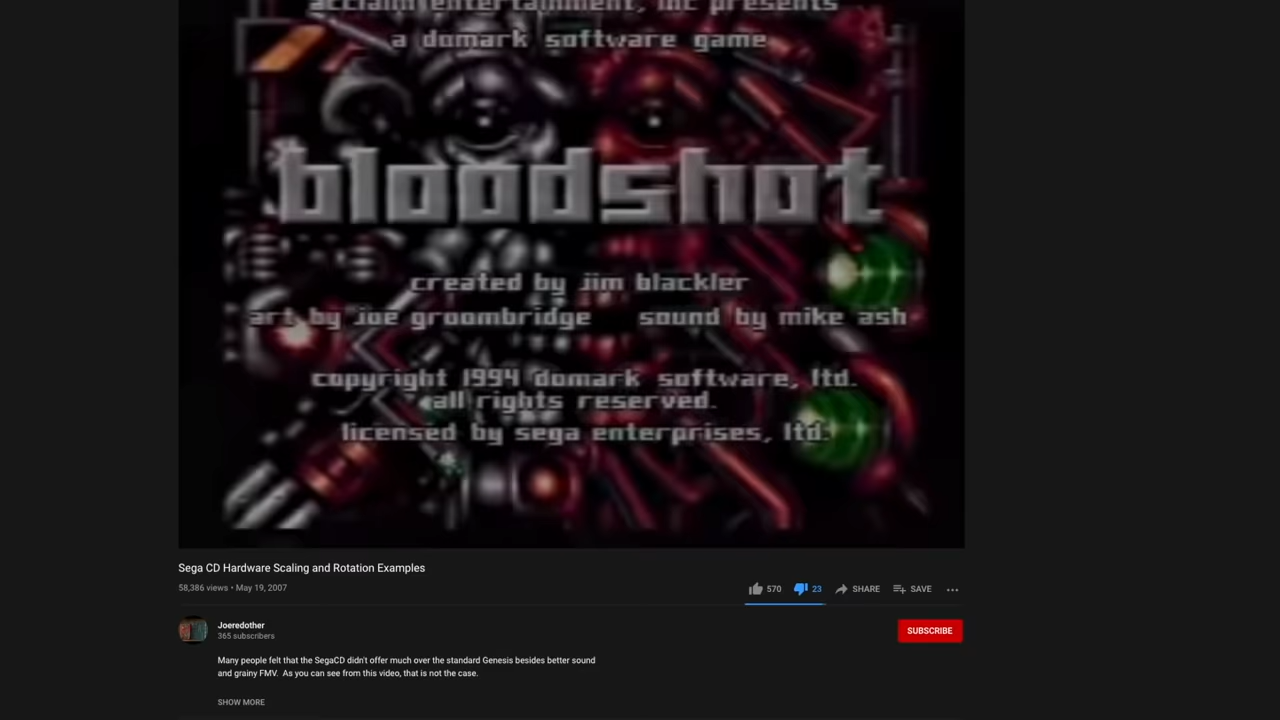 acclaim entertainment, inc presents
a domark software game
bloodshot
created by jim blackler
art by joe groombridge sound by mike ash
copyright 1994 domark software, ltd.
all rights reserved.
licensed by sega enterprises, ltd.
Sega CD Hardware Scaling and Rotation Examples
58,386 views • May 19, 2007
570 23 SHARE SAVE ...
Joeredother
365 subscribers
SUBSCRIBE
Many people felt that the SegaCD didn't offer much over the standard Genesis besides better sound
and grainy FMV. As you can see from this video, that is not the case.
SHOW MORE